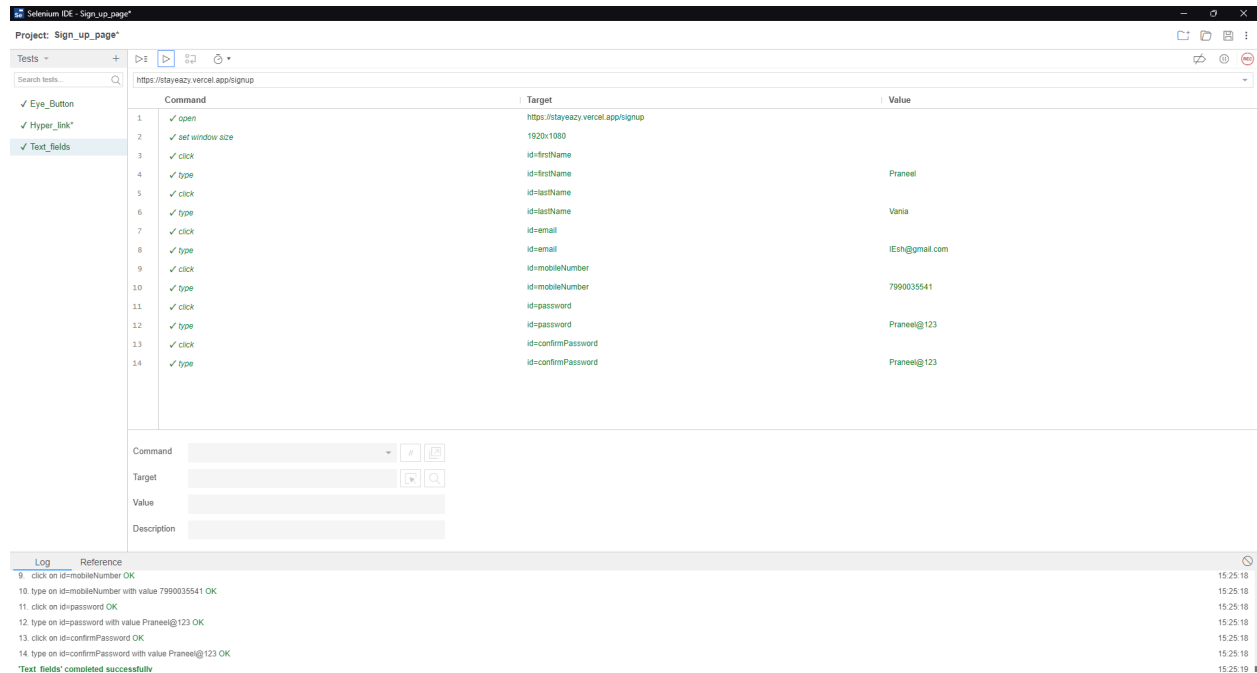 Selenium IDE - Sign_up_page*
Project: Sign_up_page*
Tests
Search tests...
https://stayeazy.vercel.app/signup
✓ Eye_Button
✓ Hyper_link*
✓ Text_fields
Command Target Value
1 ✓ open https://stayeazy.vercel.app/signup
2 ✓ set window size 1920x1080
3 ✓ click id=firstName
4 ✓ type id=firstName Praneel
5 ✓ click id=lastName
6 ✓ type id=lastName Vania
7 ✓ click id=email
8 ✓ type id=email IEsh@gmail.com
9 ✓ click id=mobileNumber
10 ✓ type id=mobileNumber 7990035541
11 ✓ click id=password
12 ✓ type id=password Praneel@123
13 ✓ click id=confirmPassword
14 ✓ type id=confirmPassword Praneel@123
Command //
Target
Value
Description
Log Reference
9. click on id=mobileNumber OK 15:25:18
10. type on id=mobileNumber with value 7990035541 OK 15:25:18
11. click on id=password OK 15:25:18
12. type on id=password with value Praneel@123 OK 15:25:18
13. click on id=confirmPassword OK 15:25:18
14. type on id=confirmPassword with value Praneel@123 OK 15:25:18
'Text_fields' completed successfully 15:25:19